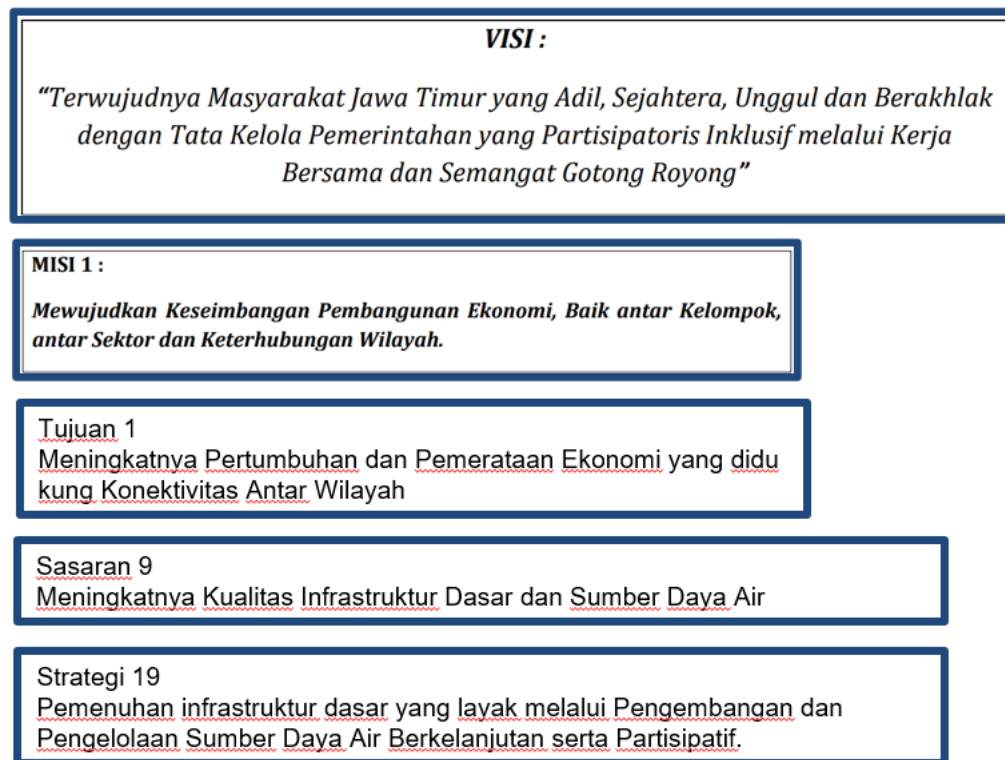 VISI :
“Terwujudnya Masyarakat Jawa Timur yang Adil, Sejahtera, Unggul dan Berakhlak
dengan Tata Kelola Pemerintahan yang Partisipatoris Inklusif melalui Kerja
Bersama dan Semangat Gotong Royong”
MISI 1 :
Mewujudkan Keseimbangan Pembangunan Ekonomi, Baik antar Kelompok,
antar Sektor dan Keterhubungan Wilayah.
Tujuan 1
Meningkatnya Pertumbuhan dan Pemerataan Ekonomi yang didu
kung Konektivitas Antar Wilayah
Sasaran 9
Meningkatnya Kualitas Infrastruktur Dasar dan Sumber Daya Air
Strategi 19
Pemenuhan infrastruktur dasar yang layak melalui Pengembangan dan
Pengelolaan Sumber Daya Air Berkelanjutan serta Partisipatif.